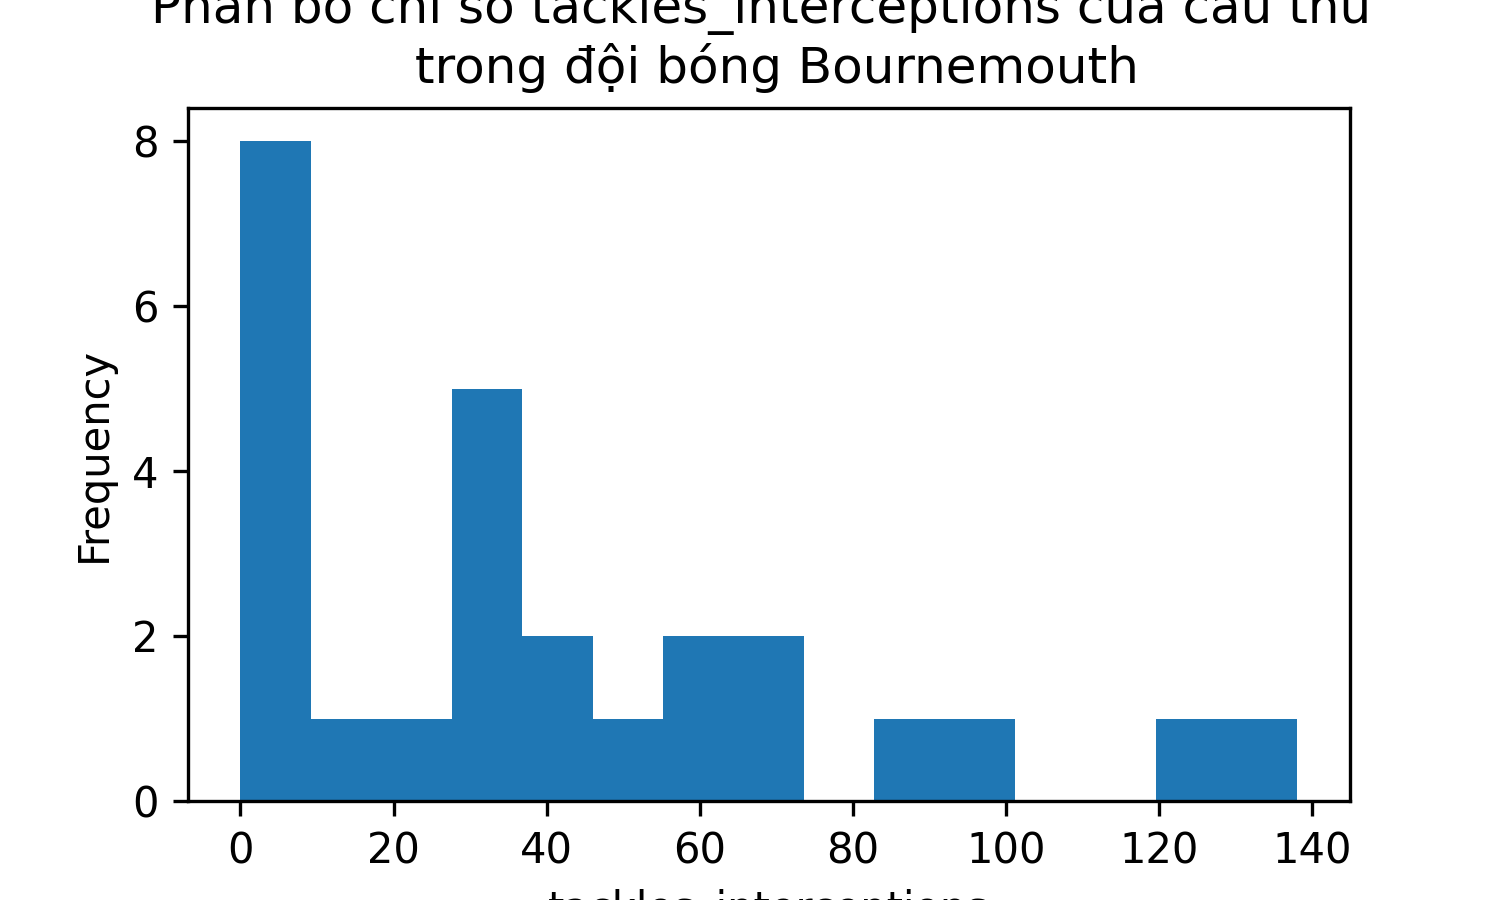 Phân bố chỉ số tackles_interceptions của cầu thủ
trong đội bóng Bournemouth
8
6
4
2
0
Frequency
0 20 40 60 80 100 120 140
tackles_interceptions